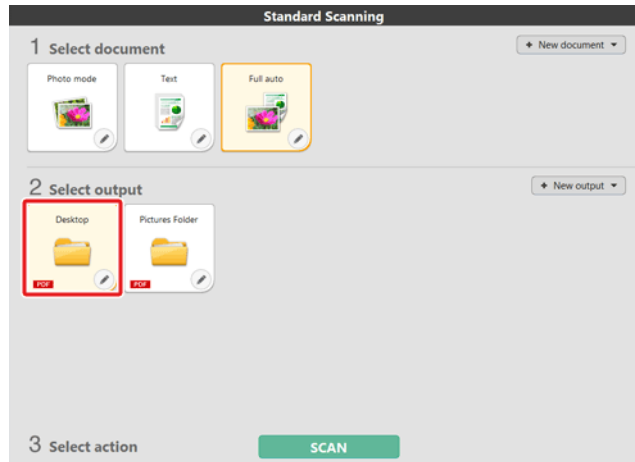 Standard Scanning
1 Select document
+ New document
Photo mode
Text
Full auto
2 Select output
+ New output
Desktop
Pictures Folder
PDF
PDF
3 Select action
SCAN